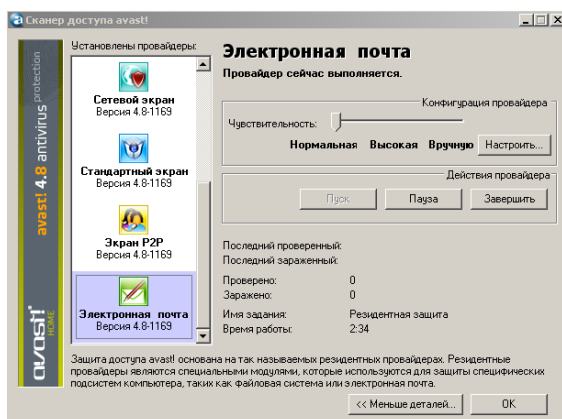 Сканер доступа avast!
avast! 4.8 antivirus protection
avast! HOME
Установлены провайдеры:
Сетевой экран
Версия 4.8-1169
Стандартный экран
Версия 4.8-1169
Экран P2P
Версия 4.8-1169
Электронная почта
Версия 4.8-1169
Электронная почта
Провайдер сейчас выполняется.
Конфигурация провайдера
Чувствительность:
Нормальная Высокая Вручную Настроить...
Действия провайдера
Пуск Пауза Завершить
Последний проверенный:
Последний зараженный:
Проверено: 0
Заражено: 0
Имя задания: Резидентная защита
Время работы: 2:34
Защита доступа avast! основана на так называемых резидентных провайдерах. Резидентные
провайдеры являются специальными модулями, которые используются для защиты специфических
подсистем компьютера, таких как файловая система или электронная почта.
<< Меньше деталей... OK